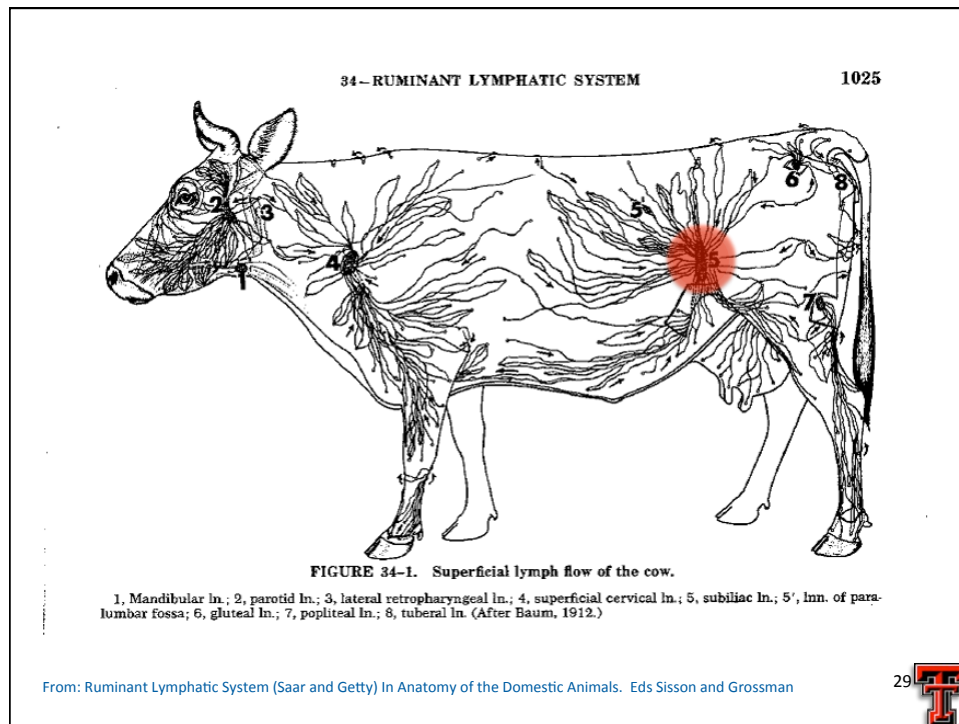 34—RUMINANT LYMPHATIC SYSTEM 1025
6 8
2 3
5'
4
5
1
7
FIGURE 34-1. Superficial lymph flow of the cow.
1, Mandibular ln.; 2, parotid ln.; 3, lateral retropharyngeal ln.; 4, superficial cervical ln.; 5, subiliac ln.; 5', lnn. of para-
lumbar fossa; 6, gluteal ln.; 7, popliteal ln.; 8, tuberal ln. (After Baum, 1912.)
From: Ruminant Lymphatic System (Saar and Getty) In Anatomy of the Domestic Animals. Eds Sisson and Grossman
29